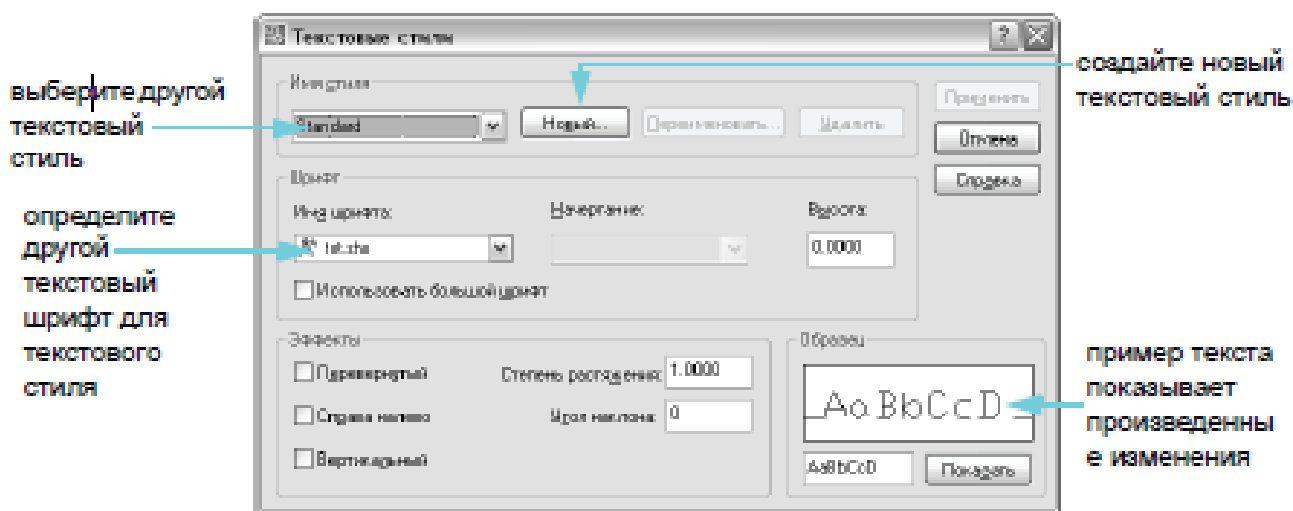 Текстовые стили
выберите другой
текстовый
стиль
создайте новый
текстовый стиль
Имя стиля
Standard
Новый...
Переименовать...
Удалить
Применить
Отмена
Справка
определите
другой
текстовый
шрифт для
текстового
стиля
Шрифт
Имя шрифта:
Начертание:
Высота:
txt.shx
0.0000
Использовать большой шрифт
Эффекты
Перевернутый
Справа налево
Вертикальный
Степень растяжения:
1.0000
Угол наклона:
0
Образец
AaBbCcD
AaBbCcD
Показать
пример текста
показывает
произведенны
е изменения